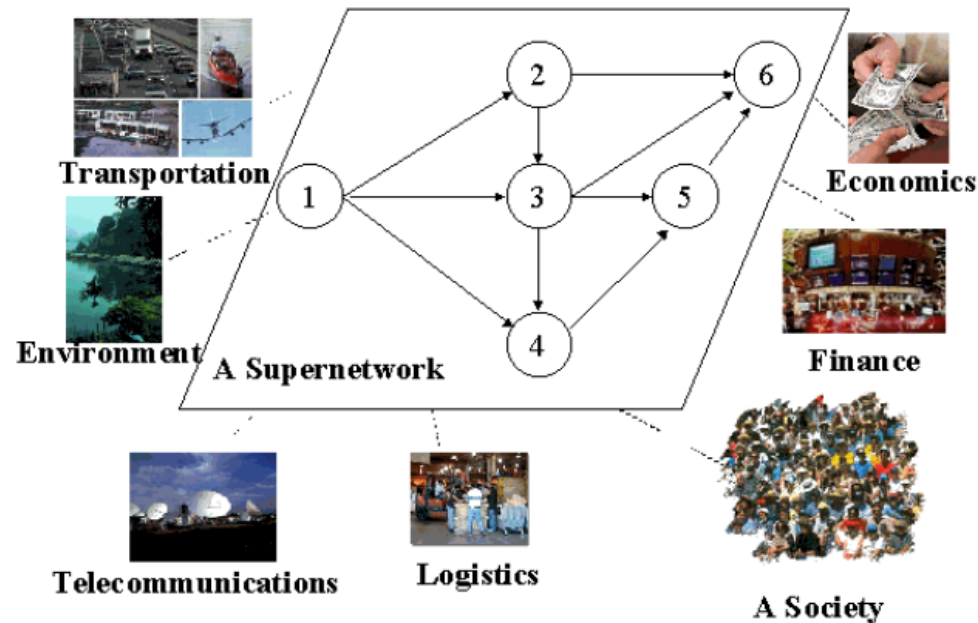 2
6
Transportation
1
3
5
Economics
Environment
4
A Supernetwork
Finance
Telecommunications
Logistics
A Society